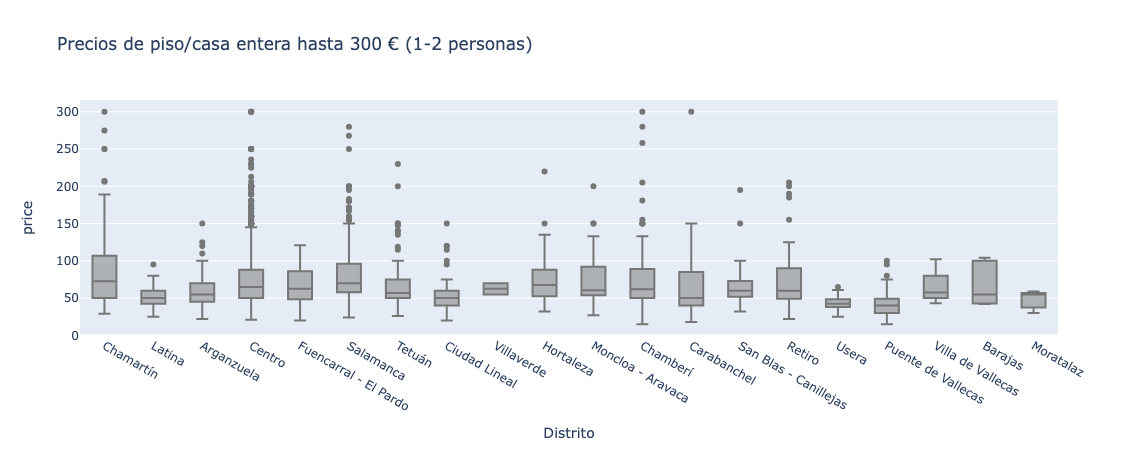 Precios de piso/casa entera hasta 300 € (1-2 personas)
price
300
250
200
150
100
50
0
Chamartín
Latina
Arganzuela
Centro
Fuencarral - El Pardo
Salamanca
Tetuán
Ciudad Lineal
Villaverde
Hortaleza
Moncloa - Aravaca
Chamberí
Carabanchel
San Blas - Canillejas
Retiro
Usera
Puente de Vallecas
Villa de Vallecas
Barajas
Moratalaz
Distrito